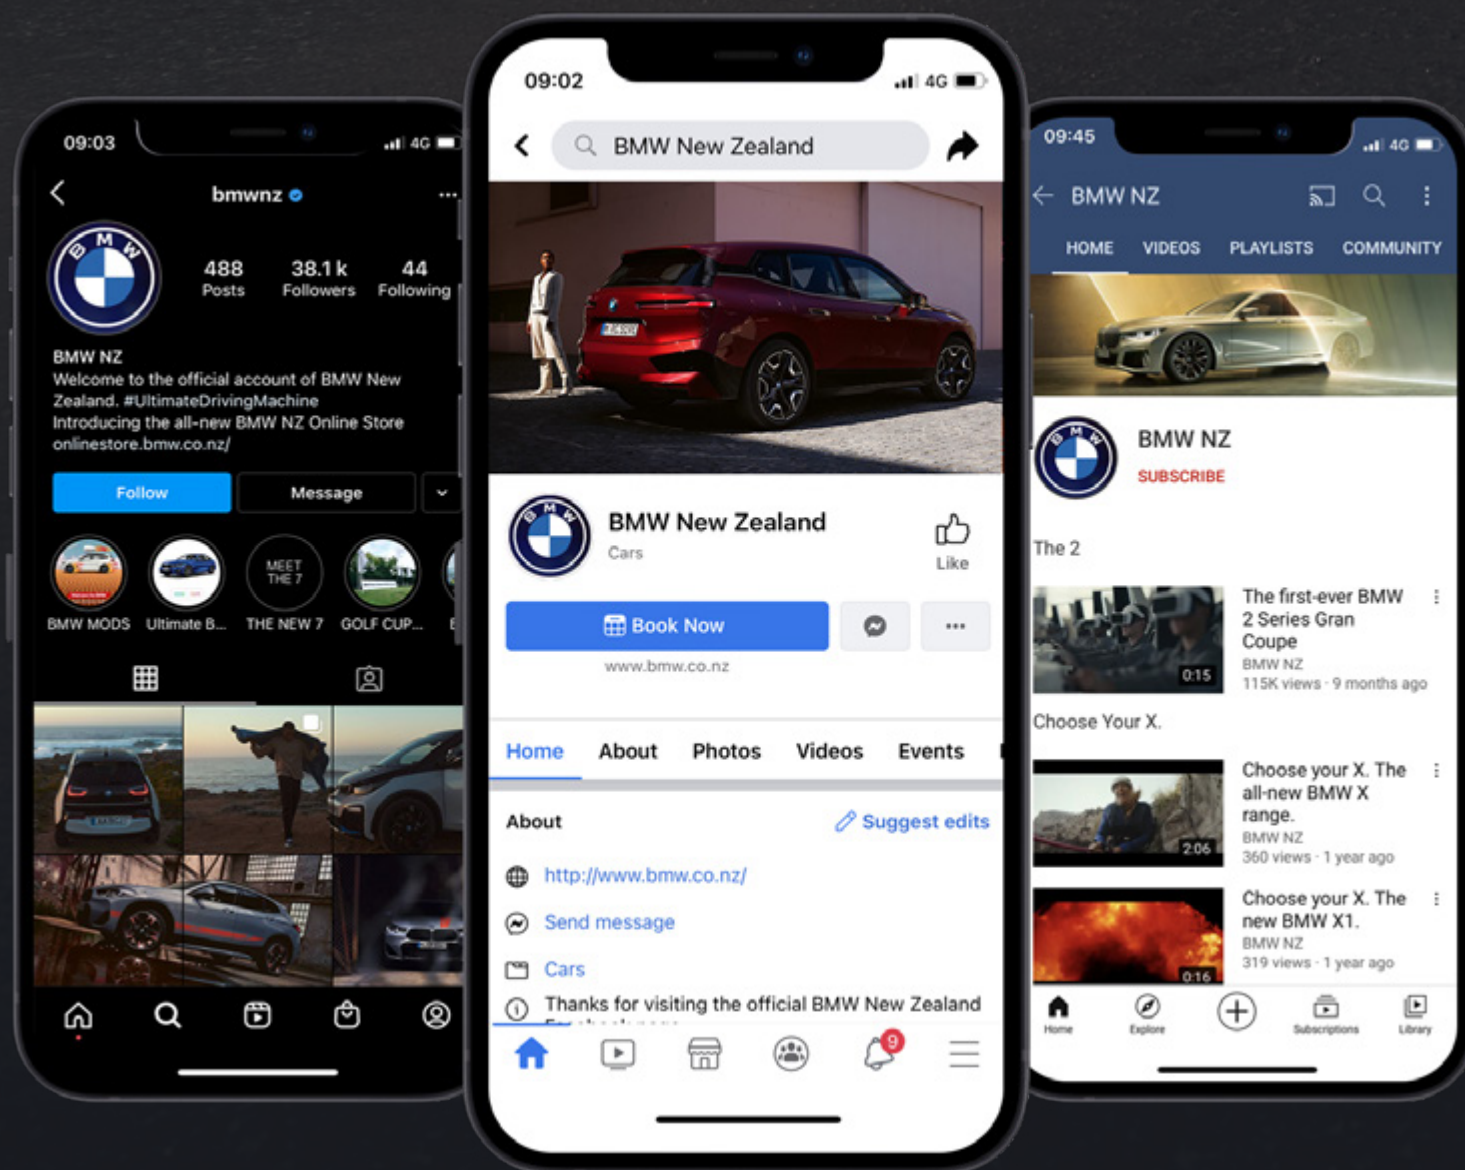 09:03
4G
bmwnz
488
Posts
38.1 k
Followers
44
Following
BMW
BMW NZ
Welcome to the official account of BMW New
Zealand. #UltimateDrivingMachine
Introducing the all-new BMW NZ Online Store
onlinestore.bmw.co.nz/
Follow
Message
MEET
THE 7
BMW MODS
Ultimate B...
THE NEW 7
GOLF CUP...
09:02
4G
BMW New Zealand
BMW
BMW New Zealand
Cars
Like
Book Now
www.bmw.co.nz
Home
About
Photos
Videos
Events
About
Suggest edits
http://www.bmw.co.nz/
Send message
Cars
Thanks for visiting the official BMW New Zealand
9
09:45
4G
BMW NZ
HOME
VIDEOS
PLAYLISTS
COMMUNITY
BMW
BMW NZ
SUBSCRIBE
The 2
0:15
The first-ever BMW
2 Series Gran
Coupe
BMW NZ
115K views · 9 months ago
Choose Your X.
2:06
Choose your X. The
all-new BMW X
range.
BMW NZ
360 views · 1 year ago
0:16
Choose your X. The
new BMW X1.
BMW NZ
319 views · 1 year ago
Home
Explore
Subscriptions
Library